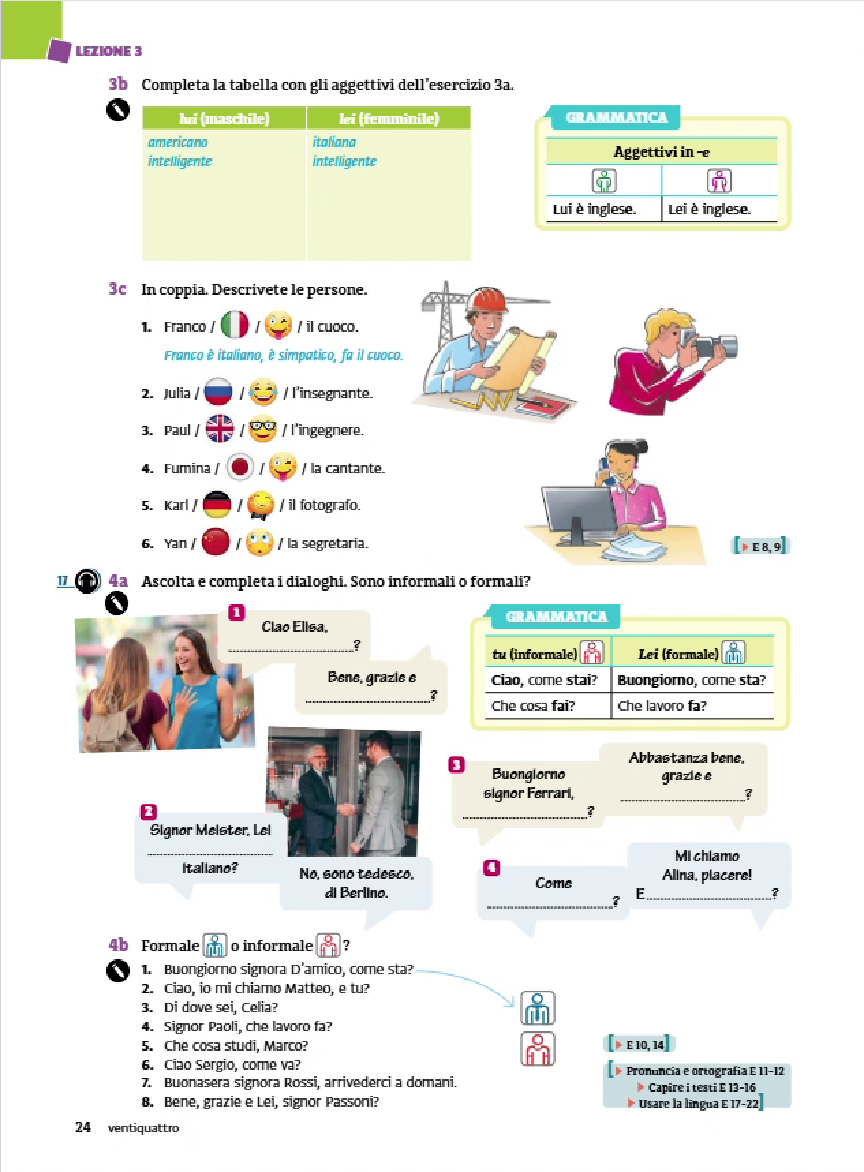 LEZIONE 3
3b Completa la tabella con gli aggettivi dell'esercizio 3a.
lui (maschile) lei (femminile)
americano italiana
intelligente intelligente
GRAMMATICA
Aggettivi in -e
Lui è inglese. Lei è inglese.
3c In coppia. Descrivete le persone.
1. Franco / / / il cuoco.
Franco è italiano, è simpatico, fa il cuoco.
2. Julia / / / l'insegnante.
3. Paul / / / l'ingegnere.
4. Fumina / / / la cantante.
5. Karl / / / il fotografo.
6. Yan / / / la segretaria.
[▸ E 8, 9]
17 4a Ascolta e completa i dialoghi. Sono informali o formali?
1
Ciao Elisa,
..............................?
Bene, grazie e
..............................?
GRAMMATICA
tu (informale) Lei (formale)
Ciao, come stai? Buongiorno, come sta?
Che cosa fai? Che lavoro fa?
2
Signor Meister, Lei
..............................
italiano?
No, sono tedesco,
di Berlino.
3
Buongiorno
signor Ferrari,
..............................?
Abbastanza bene,
grazie e
..............................?
4
Come
..............................?
Mi chiamo
Alina, piacere!
E ..............................?
4b Formale o informale ?
1. Buongiorno signora D'amico, come sta?
2. Ciao, io mi chiamo Matteo, e tu?
3. Di dove sei, Celia?
4. Signor Paoli, che lavoro fa?
5. Che cosa studi, Marco?
6. Ciao Sergio, come va?
7. Buonasera signora Rossi, arrivederci a domani.
8. Bene, grazie e Lei, signor Passoni?
[▸ E 10, 14]
[▸ Pronuncia e ortografia E 11-12
▸ Capire i testi E 13-16
▸ Usare la lingua E 17-22]
24 ventiquattro